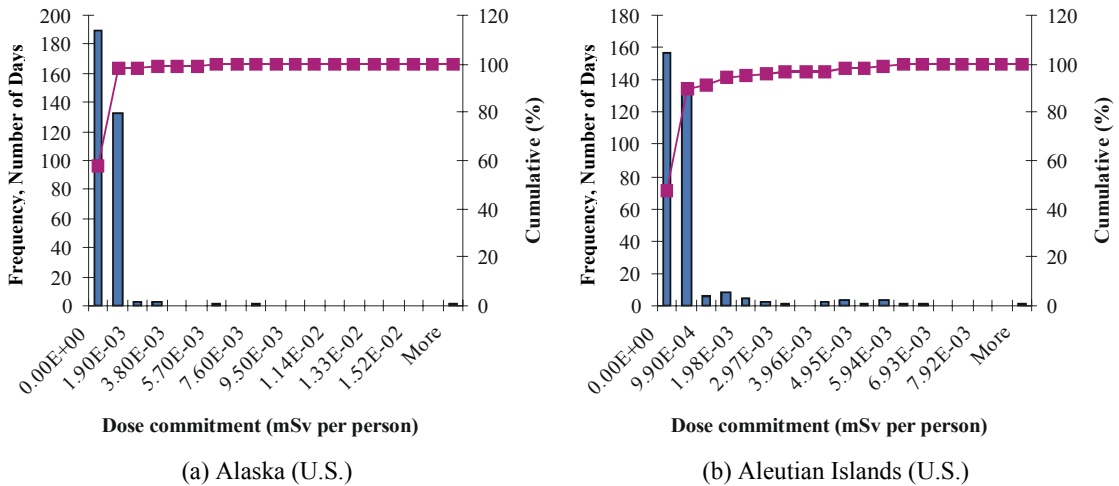 Frequency, Number of Days
200
180
160
140
120
100
80
60
40
20
0
120
100
80
60
40
20
0
Cumulative (%)
0.00E+00
1.90E-03
3.80E-03
5.70E-03
7.60E-03
9.50E-03
1.14E-02
1.33E-02
1.52E-02
More
Dose commitment (mSv per person)
(a) Alaska (U.S.)
Frequency, Number of Days
180
160
140
120
100
80
60
40
20
0
120
100
80
60
40
20
0
Cumulative (%)
0.00E+00
9.90E-04
1.98E-03
2.97E-03
3.96E-03
4.95E-03
5.94E-03
6.93E-03
7.92E-03
More
Dose commitment (mSv per person)
(b) Aleutian Islands (U.S.)